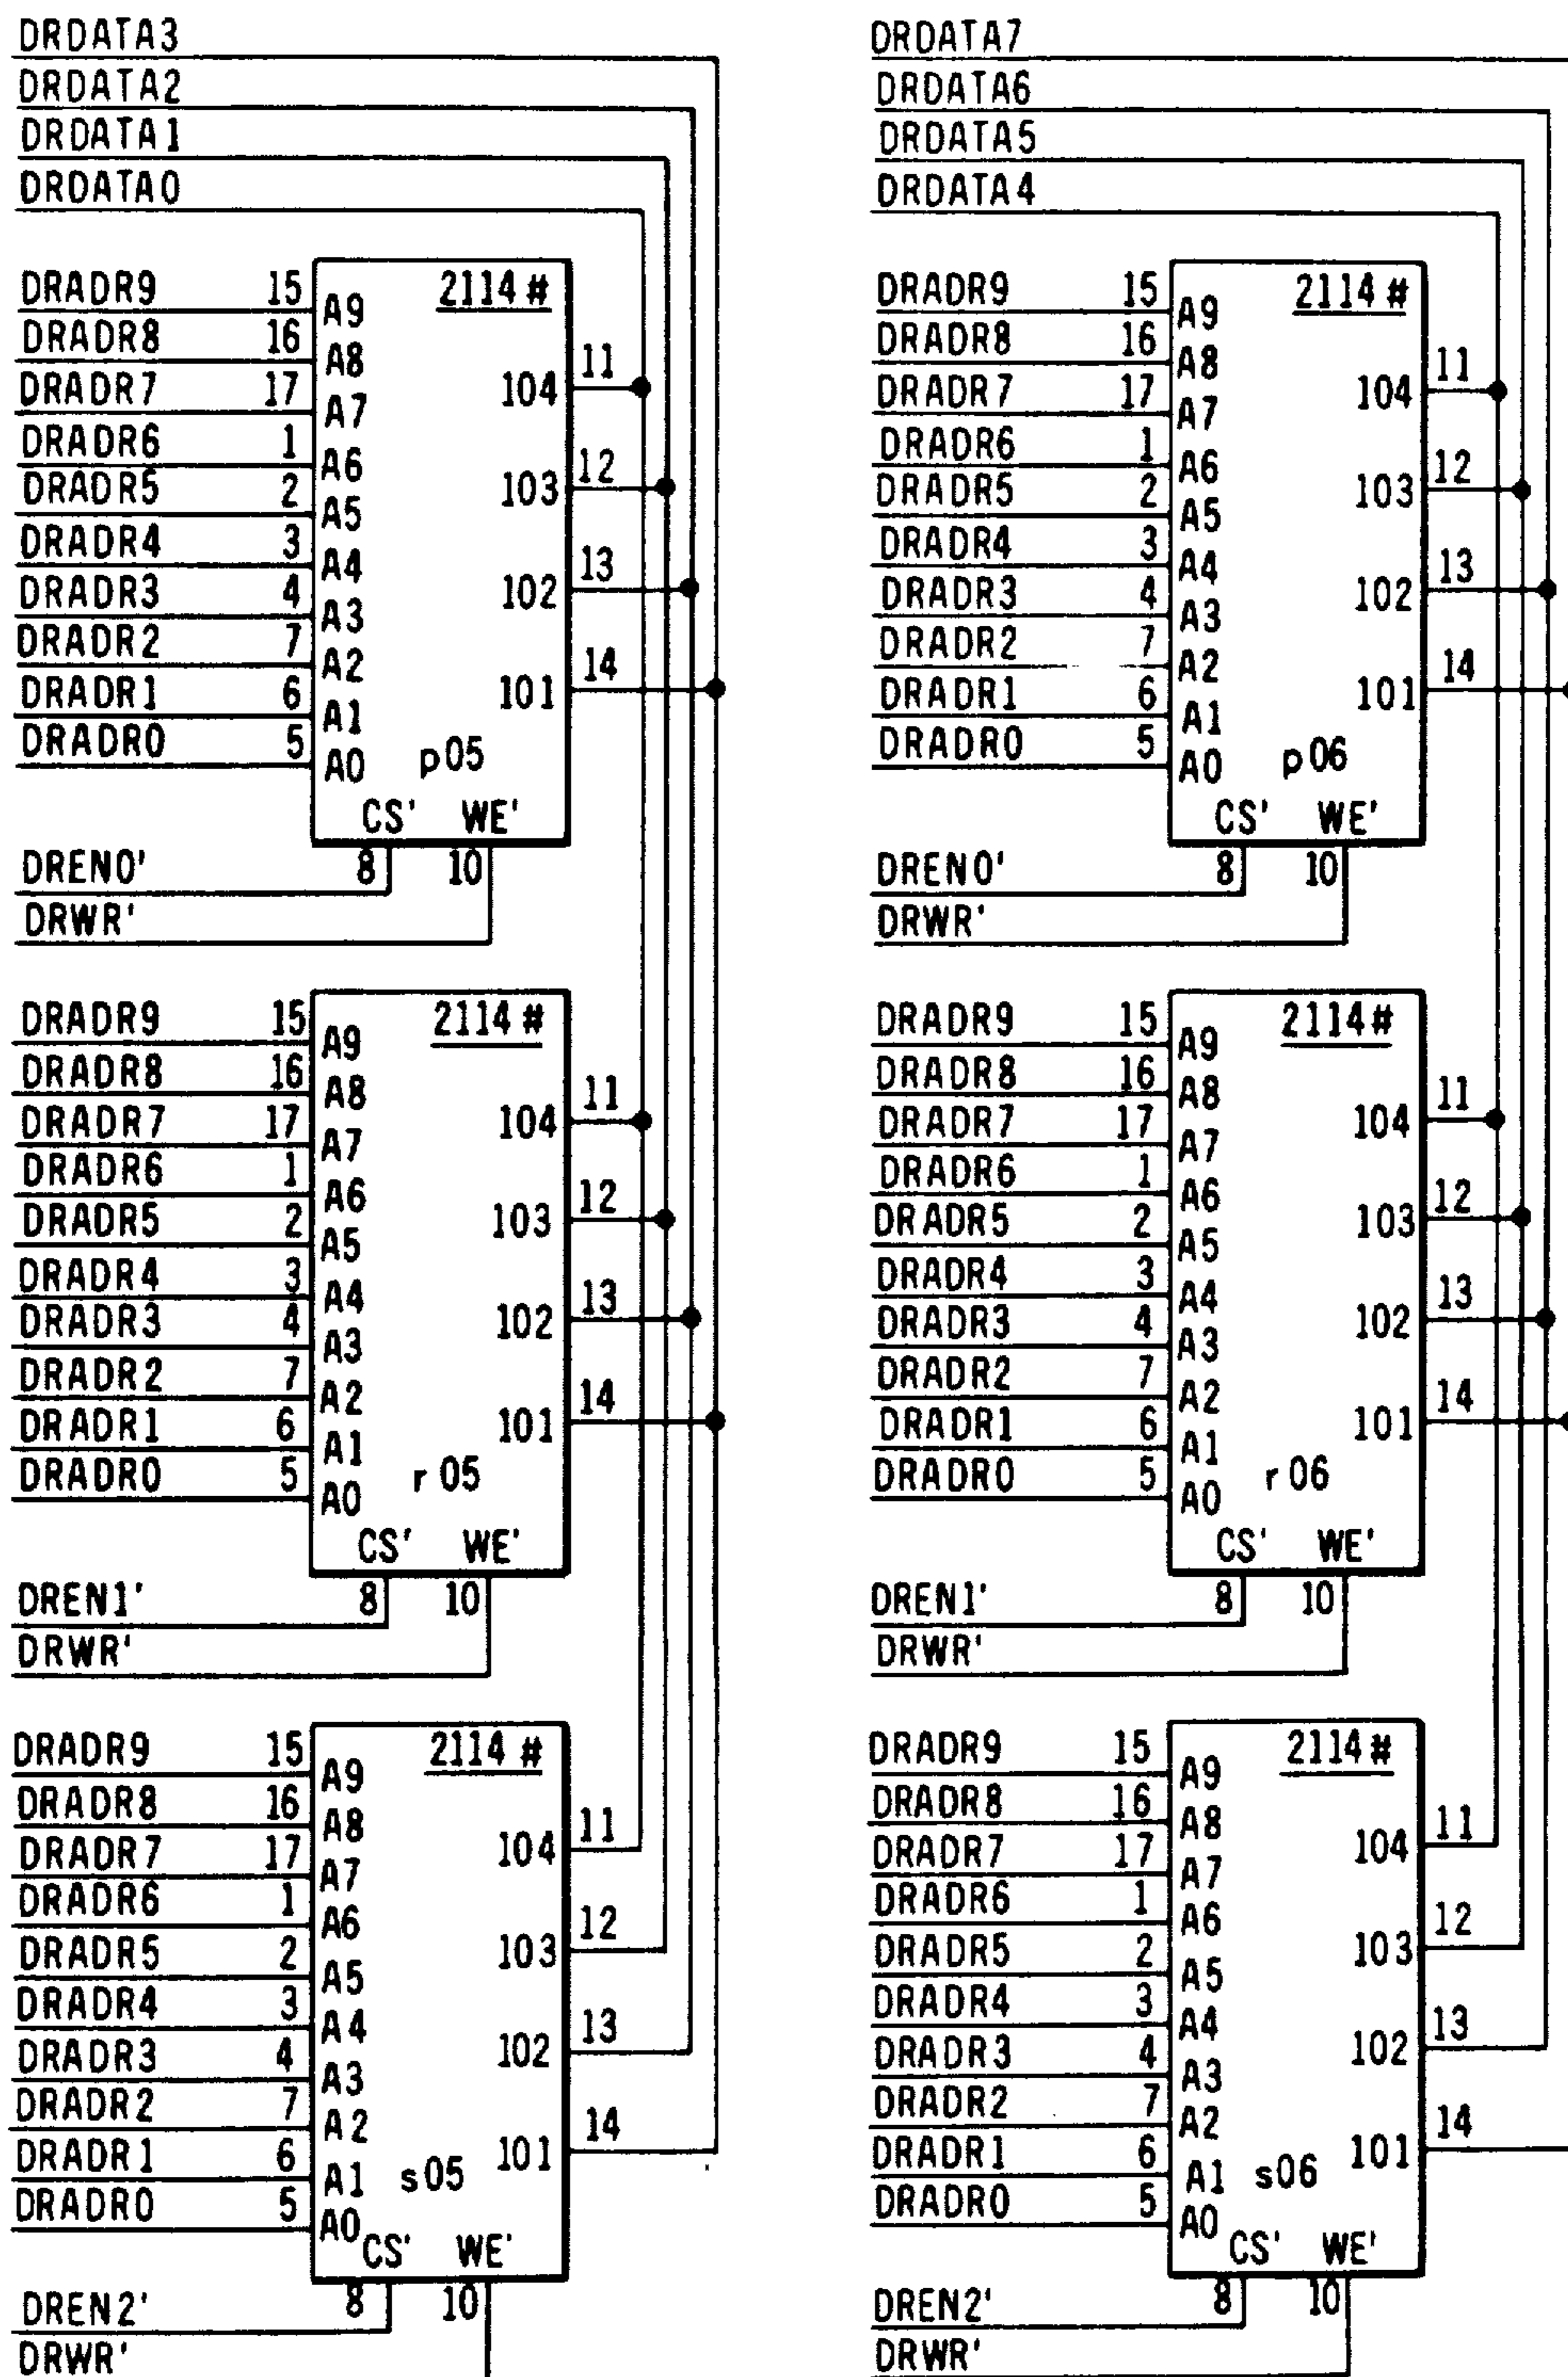 DRDATA3
DRDATA2
DRDATA1
DRDATA0
DRADR9 15 A9 2114#
DRADR8 16 A8
DRADR7 17 A7 104 11
DRADR6 1 A6
DRADR5 2 A5 103 12
DRADR4 3 A4
DRADR3 4 A3 102 13
DRADR2 7 A2
DRADR1 6 A1 101 14
DRADR0 5 A0 p05
CS' WE'
DREN0' 8 10
DRWR'
DRADR9 15 A9 2114#
DRADR8 16 A8
DRADR7 17 A7 104 11
DRADR6 1 A6
DRADR5 2 A5 103 12
DRADR4 3 A4
DRADR3 4 A3 102 13
DRADR2 7 A2
DRADR1 6 A1 101 14
DRADR0 5 A0 r05
CS' WE'
DREN1' 8 10
DRWR'
DRADR9 15 A9 2114#
DRADR8 16 A8
DRADR7 17 A7 104 11
DRADR6 1 A6
DRADR5 2 A5 103 12
DRADR4 3 A4
DRADR3 4 A3 102 13
DRADR2 7 A2
DRADR1 6 A1 101 14
DRADR0 5 A0 s05
CS' WE'
DREN2' 8 10
DRWR'
DRDATA7
DRDATA6
DRDATA5
DRDATA4
DRADR9 15 A9 2114#
DRADR8 16 A8
DRADR7 17 A7 104 11
DRADR6 1 A6
DRADR5 2 A5 103 12
DRADR4 3 A4
DRADR3 4 A3 102 13
DRADR2 7 A2
DRADR1 6 A1 101 14
DRADR0 5 A0 p06
CS' WE'
DREN0' 8 10
DRWR'
DRADR9 15 A9 2114#
DRADR8 16 A8
DRADR7 17 A7 104 11
DRADR6 1 A6
DRADR5 2 A5 103 12
DRADR4 3 A4
DRADR3 4 A3 102 13
DRADR2 7 A2
DRADR1 6 A1 101 14
DRADR0 5 A0 r06
CS' WE'
DREN1' 8 10
DRWR'
DRADR9 15 A9 2114#
DRADR8 16 A8
DRADR7 17 A7 104 11
DRADR6 1 A6
DRADR5 2 A5 103 12
DRADR4 3 A4
DRADR3 4 A3 102 13
DRADR2 7 A2
DRADR1 6 A1 101 14
DRADR0 5 A0 s06
CS' WE'
DREN2' 8 10
DRWR'